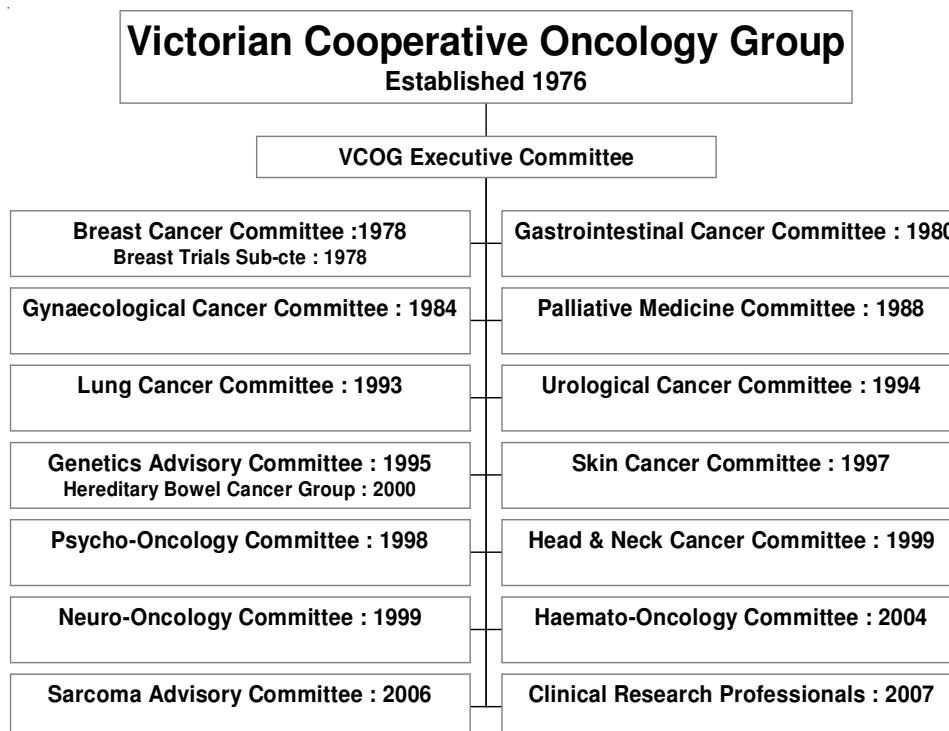 Victorian Cooperative Oncology Group
Established 1976
VCOG Executive Committee
Breast Cancer Committee :1978
Breast Trials Sub-cte : 1978
Gastrointestinal Cancer Committee : 1980
Gynaecological Cancer Committee : 1984
Palliative Medicine Committee : 1988
Lung Cancer Committee : 1993
Urological Cancer Committee : 1994
Genetics Advisory Committee : 1995
Hereditary Bowel Cancer Group : 2000
Skin Cancer Committee : 1997
Psycho-Oncology Committee : 1998
Head & Neck Cancer Committee : 1999
Neuro-Oncology Committee : 1999
Haemato-Oncology Committee : 2004
Sarcoma Advisory Committee : 2006
Clinical Research Professionals : 2007